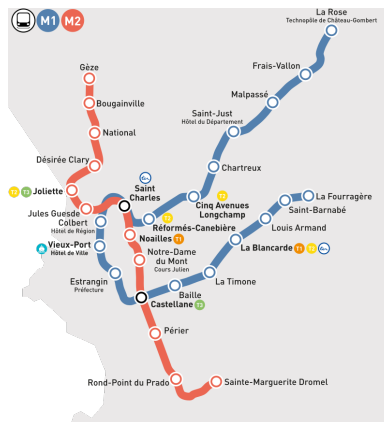 M1 M2
La Rose
Technopôle de Château-Gombert
Frais-Vallon
Malpassé
Saint-Just
Hôtel du Département
Chartreux
Gèze
Bougainville
National
Désirée Clary
T2 T3 Joliette
Jules Guesde
Colbert
Hôtel de Région
Saint
Charles
Cinq Avenues
Longchamp
T2
T2
Réformés-Canebière
Noailles T1
Vieux-Port
Hôtel de Ville
Notre-Dame
du Mont
Cours Julien
Estrangin
Préfecture
Castellane T3
Baille
La Timone
La Blancarde T1 T2
Louis Armand
Saint-Barnabé
La Fourragère
Périer
Rond-Point du Prado
Sainte-Marguerite Dromel